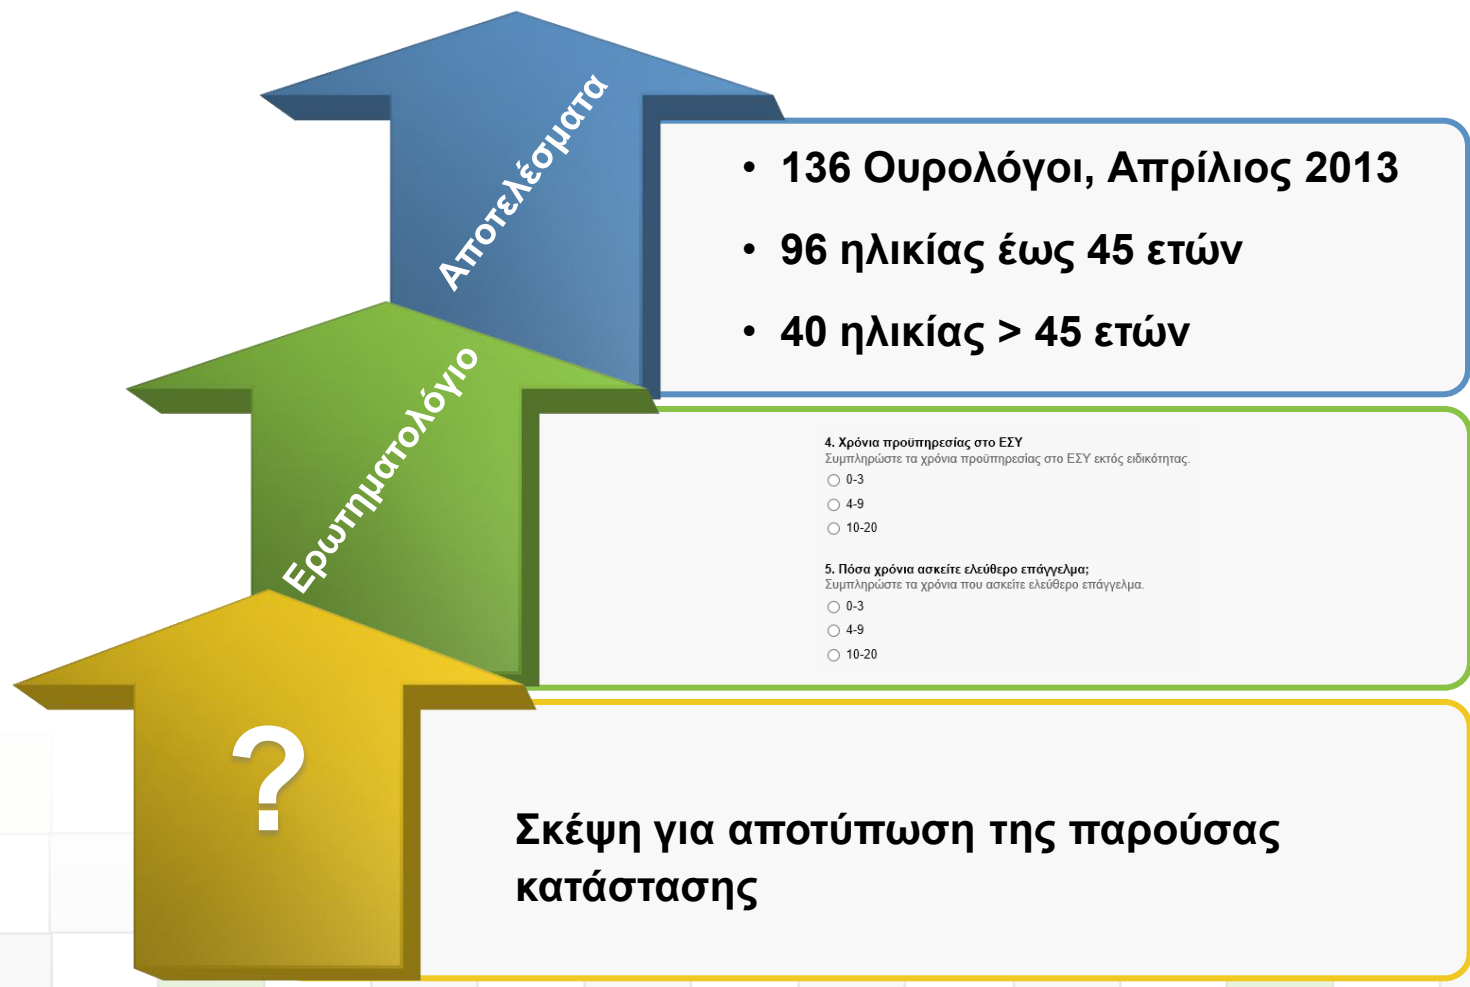 Αποτελέσματα
• 136 Ουρολόγοι, Απρίλιος 2013
• 96 ηλικίας έως 45 ετών
• 40 ηλικίας > 45 ετών
Ερωτηματολόγιο
4. Χρόνια προϋπηρεσίας στο ΕΣΥ
Συμπληρώστε τα χρόνια προϋπηρεσίας στο ΕΣΥ εκτός ειδικότητας.
0-3
4-9
10-20
5. Πόσα χρόνια ασκείτε ελεύθερο επάγγελμα;
Συμπληρώστε τα χρόνια που ασκείτε ελεύθερο επάγγελμα.
0-3
4-9
10-20
?
Σκέψη για αποτύπωση της παρούσας
κατάστασης